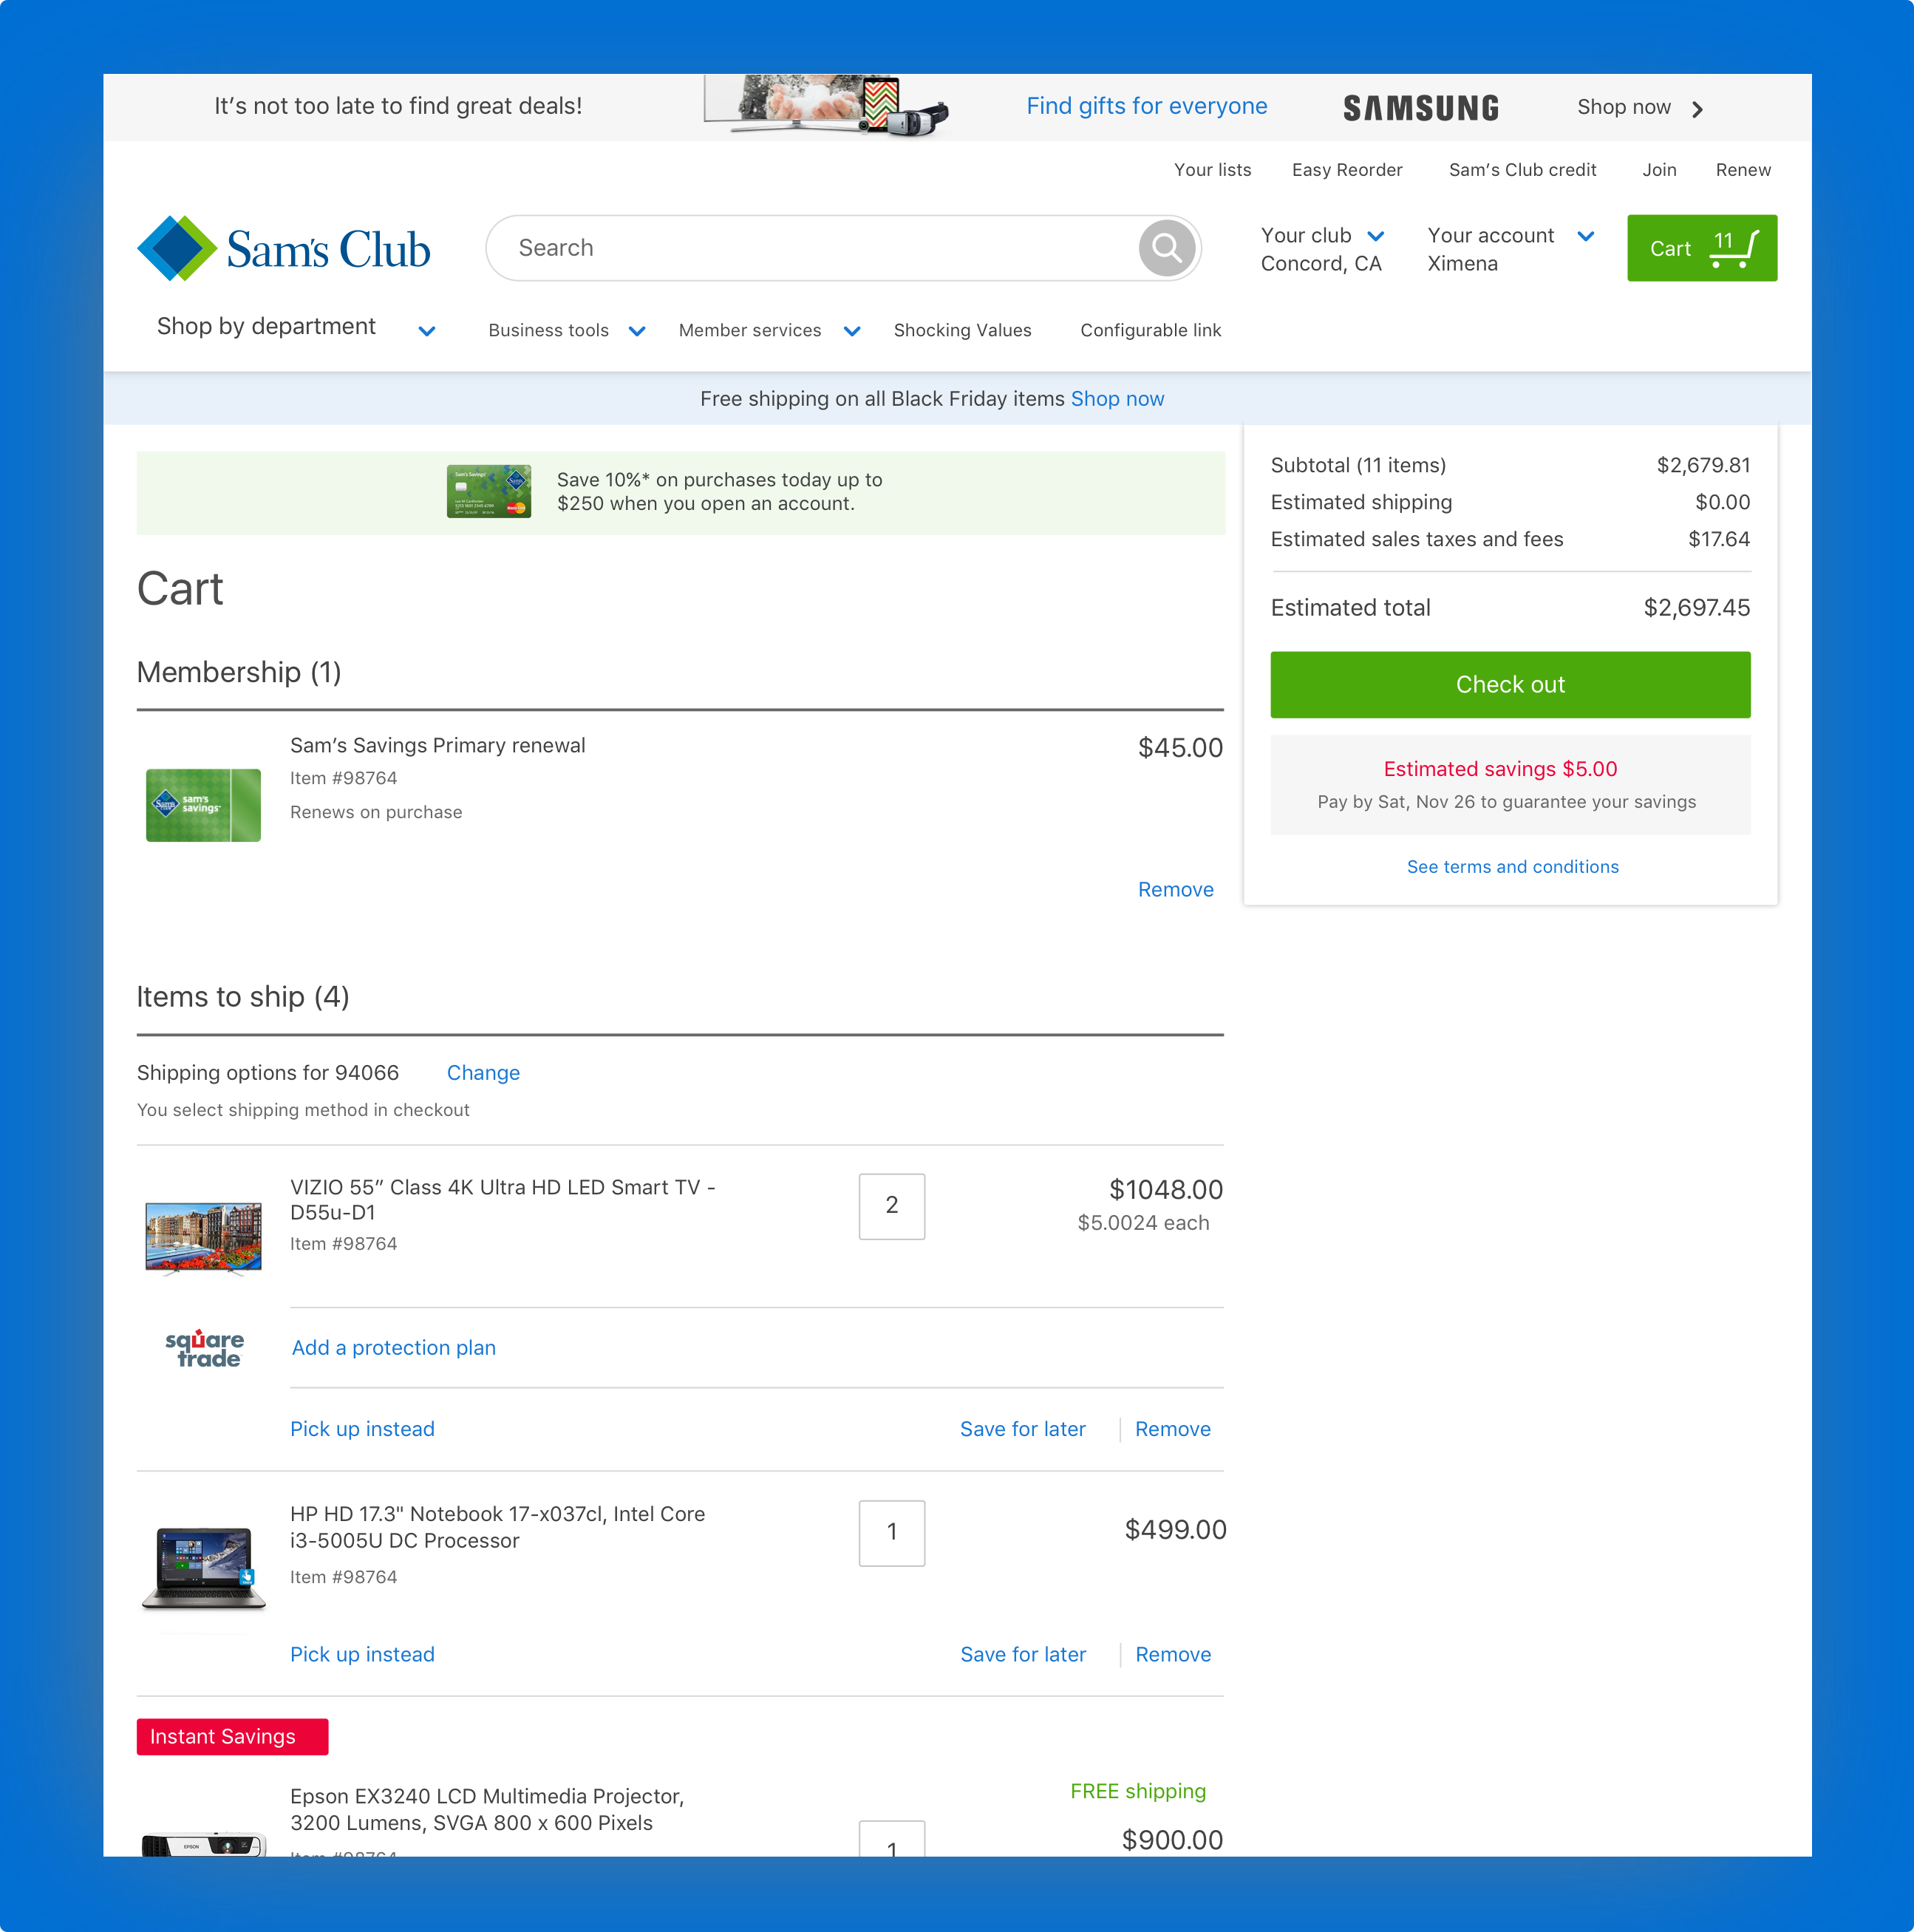 It’s not too late to find great deals!
Find gifts for everyone
SAMSUNG
Shop now
Your lists
Easy Reorder
Sam’s Club credit
Join
Renew
Sam's Club
Search
Your club
Concord, CA
Your account
Ximena
Cart
11
Shop by department
Business tools
Member services
Shocking Values
Configurable link
Free shipping on all Black Friday items Shop now
Save 10%* on purchases today up to
$250 when you open an account.
Subtotal (11 items) $2,679.81
Estimated shipping $0.00
Estimated sales taxes and fees $17.64
Estimated total $2,697.45
Check out
Estimated savings $5.00
Pay by Sat, Nov 26 to guarantee your savings
See terms and conditions
Cart
Membership (1)
sam's
savings
Sam’s Savings Primary renewal
$45.00
Item #98764
Renews on purchase
Remove
Items to ship (4)
Shipping options for 94066 Change
You select shipping method in checkout
VIZIO 55” Class 4K Ultra HD LED Smart TV -
D55u-D1
Item #98764
2
$1048.00
$5.0024 each
square
trade
Add a protection plan
Pick up instead
Save for later
Remove
HP HD 17.3" Notebook 17-x037cl, Intel Core
i3-5005U DC Processor
Item #98764
1
$499.00
Pick up instead
Save for later
Remove
Instant Savings
Epson EX3240 LCD Multimedia Projector,
3200 Lumens, SVGA 800 x 600 Pixels
Item #98764
EPSON
1
FREE shipping
$900.00